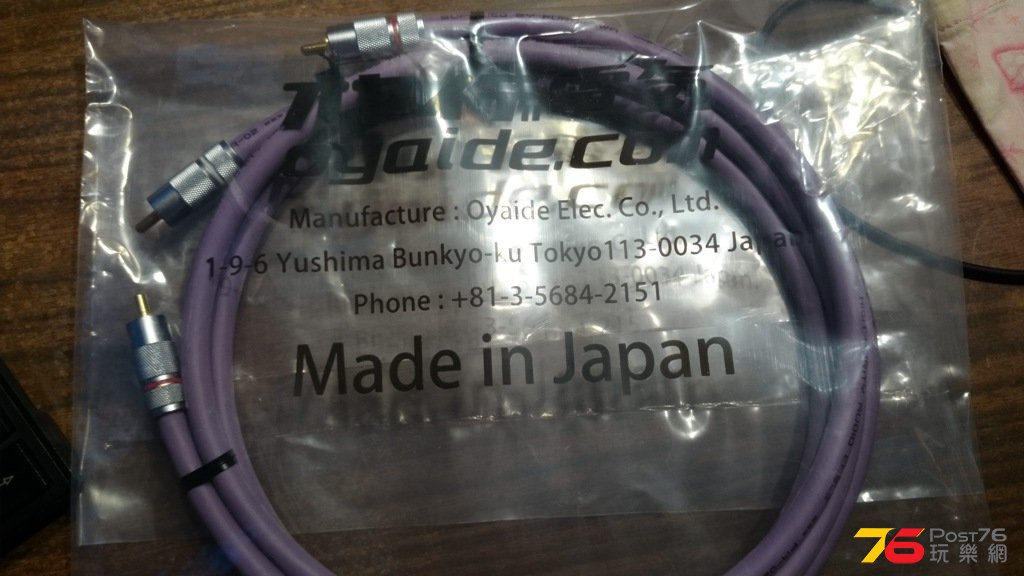 oyaide.com
Manufacture : Oyaide Elec. Co., Ltd.
1-9-6 Yushima Bunkyo-ku Tokyo113-0034 Japan
Phone : +81-3-5684-2151
Made in Japan
76 Post76
玩樂網